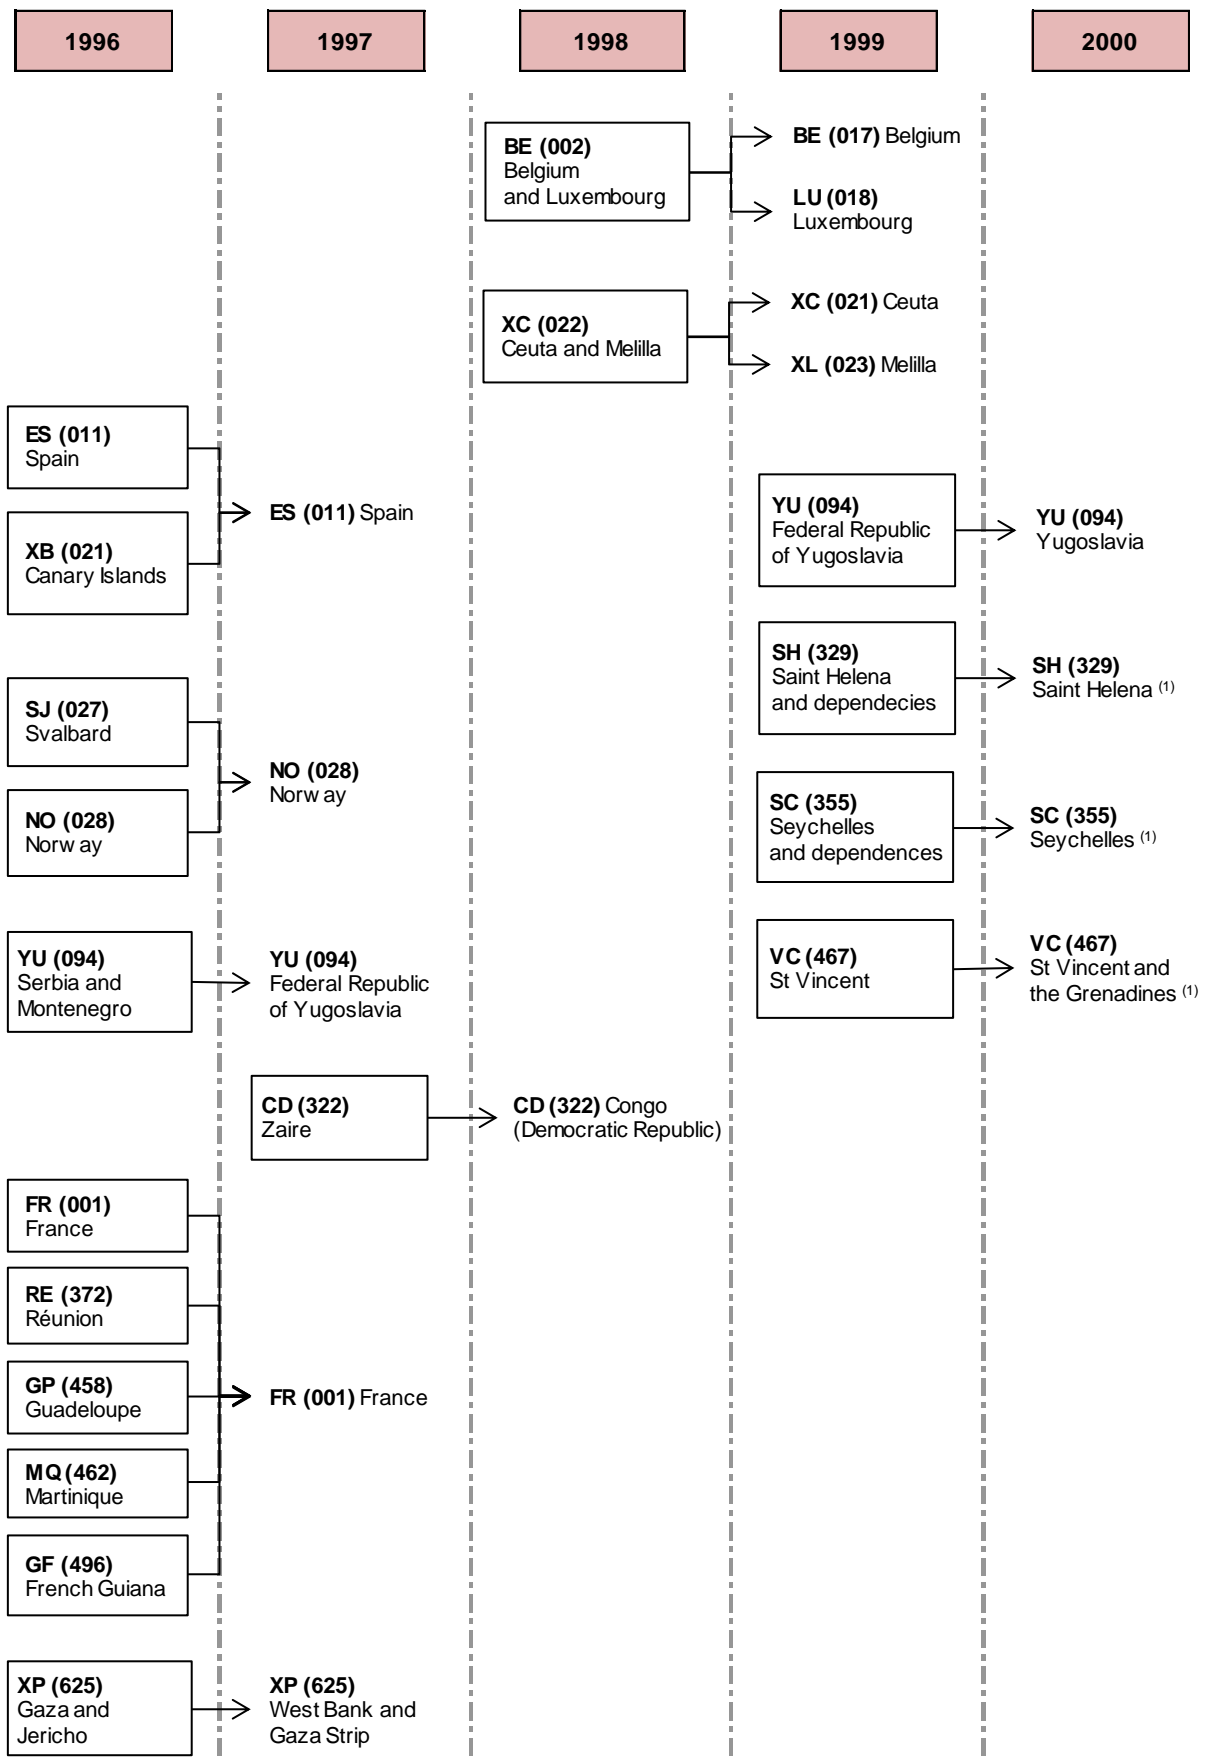 1996
1997
1998
1999
2000
BE (002)
Belgium
and Luxembourg
BE (017) Belgium
LU (018)
Luxembourg
XC (022)
Ceuta and Melilla
XC (021) Ceuta
XL (023) Melilla
ES (011)
Spain
XB (021)
Canary Islands
ES (011) Spain
YU (094)
Federal Republic
of Yugoslavia
YU (094)
Yugoslavia
SH (329)
Saint Helena
and dependecies
SH (329)
Saint Helena (1)
SJ (027)
Svalbard
NO (028)
Norway
NO (028)
Norway
SC (355)
Seychelles
and dependences
SC (355)
Seychelles (1)
YU (094)
Serbia and
Montenegro
YU (094)
Federal Republic
of Yugoslavia
VC (467)
St Vincent
VC (467)
St Vincent and
the Grenadines (1)
CD (322)
Zaire
CD (322) Congo
(Democratic Republic)
FR (001)
France
RE (372)
Réunion
GP (458)
Guadeloupe
MQ (462)
Martinique
GF (496)
French Guiana
FR (001) France
XP (625)
Gaza and
Jericho
XP (625)
West Bank and
Gaza Strip